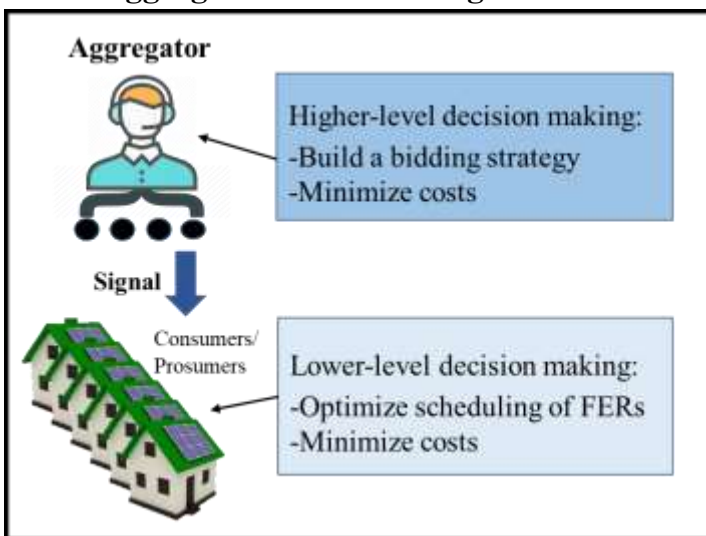 Aggregator
Higher-level decision making:
-Build a bidding strategy
-Minimize costs
Signal
Consumers/
Prosumers
Lower-level decision making:
-Optimize scheduling of FERs
-Minimize costs